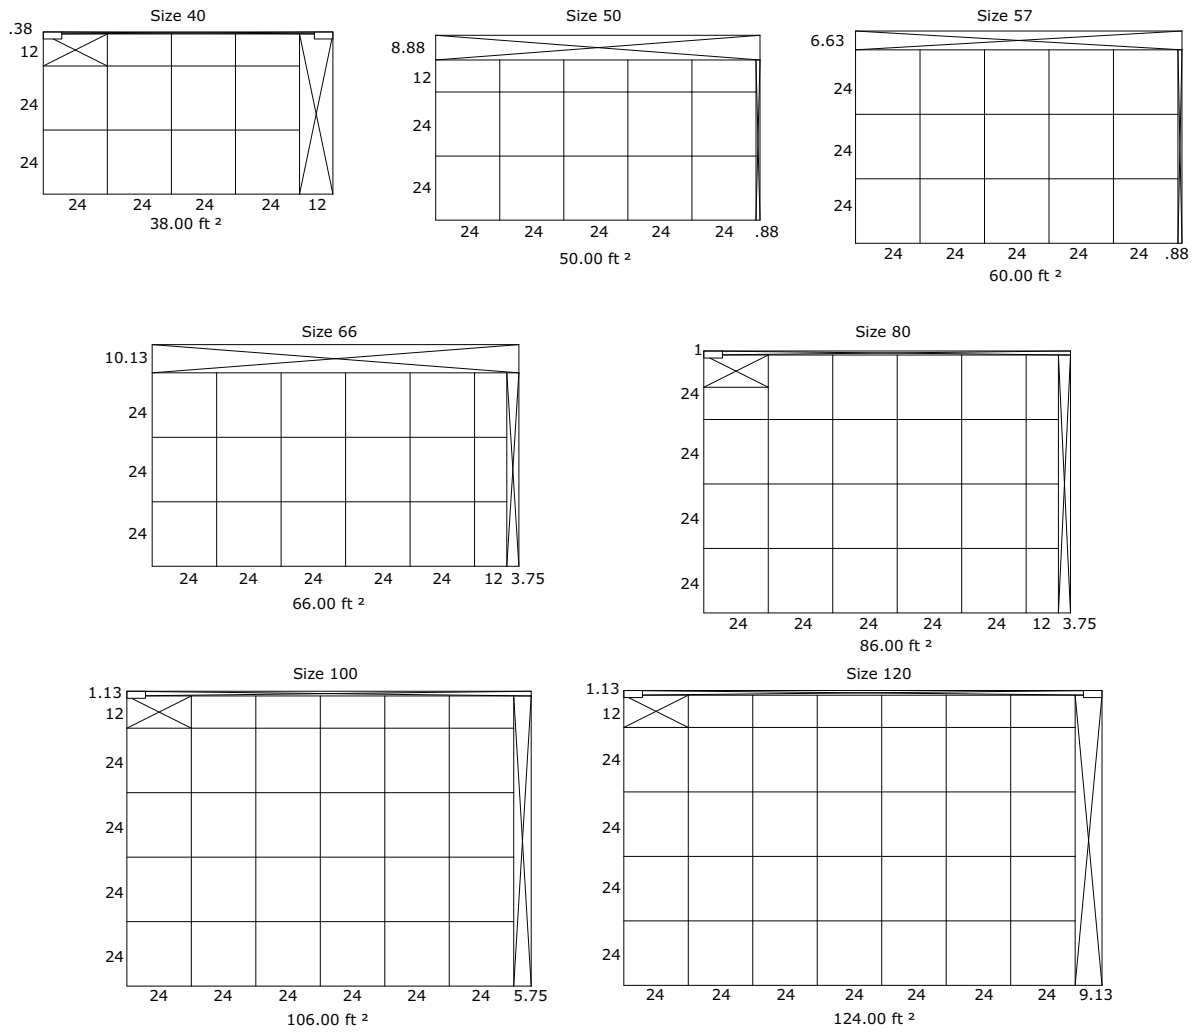 Size 40
.38
12
24
24
24 24 24 24 12
38.00 ft ²
Size 50
8.88
12
24
24
24 24 24 24 24 .88
50.00 ft ²
Size 57
6.63
24
24
24
24 24 24 24 24 .88
60.00 ft ²
Size 66
10.13
24
24
24
24 24 24 24 24 12 3.75
66.00 ft ²
Size 80
1
24
24
24
24
24 24 24 24 24 12 3.75
86.00 ft ²
Size 100
1.13
12
24
24
24
24
24 24 24 24 24 24 5.75
106.00 ft ²
Size 120
1.13
12
24
24
24
24
24 24 24 24 24 24 24 9.13
124.00 ft ²